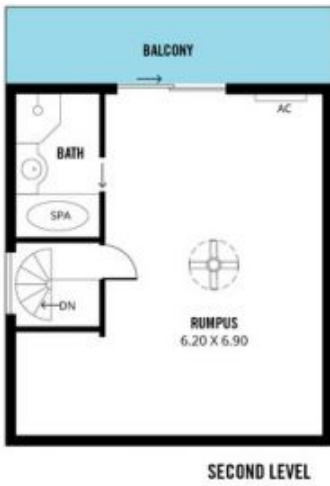 BALCONY
AC
BATH
SPA
DN
RUMPUS
6.20 X 6.90
SECOND LEVEL